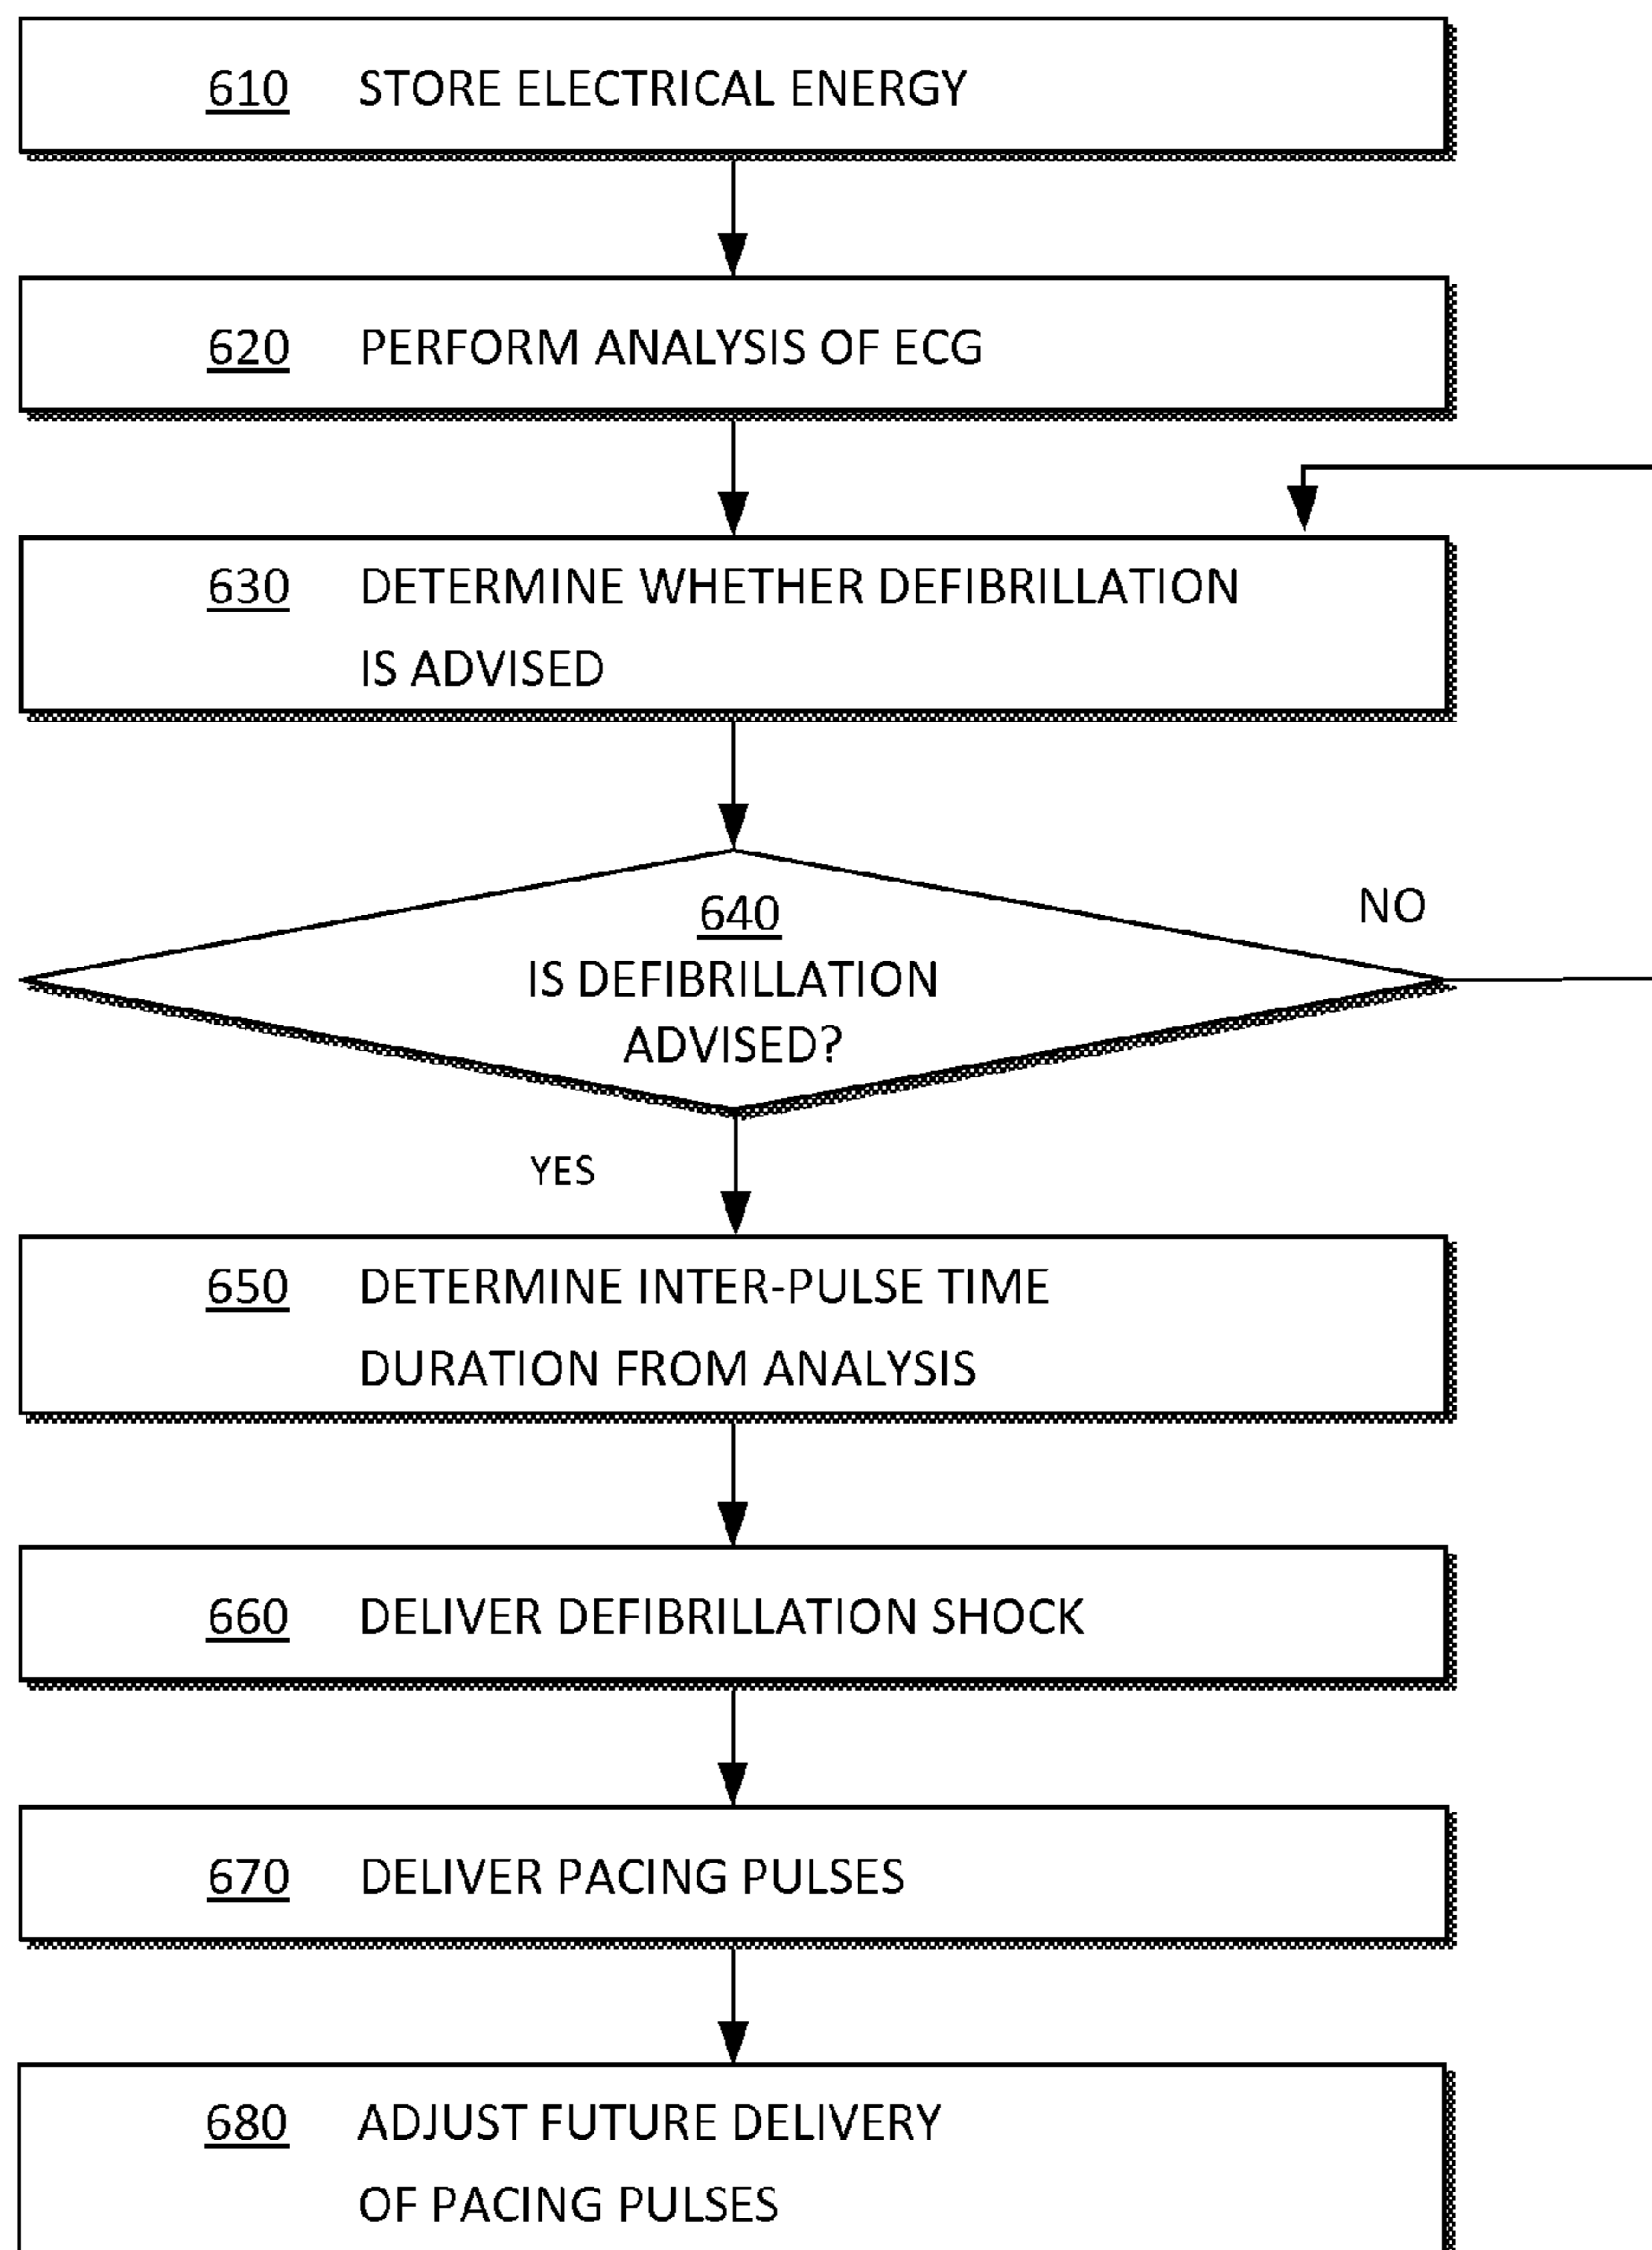 610 STORE ELECTRICAL ENERGY
620 PERFORM ANALYSIS OF ECG
630 DETERMINE WHETHER DEFIBRILLATION
IS ADVISED
640
IS DEFIBRILLATION
ADVISED?
NO
YES
650 DETERMINE INTER-PULSE TIME
DURATION FROM ANALYSIS
660 DELIVER DEFIBRILLATION SHOCK
670 DELIVER PACING PULSES
680 ADJUST FUTURE DELIVERY
OF PACING PULSES